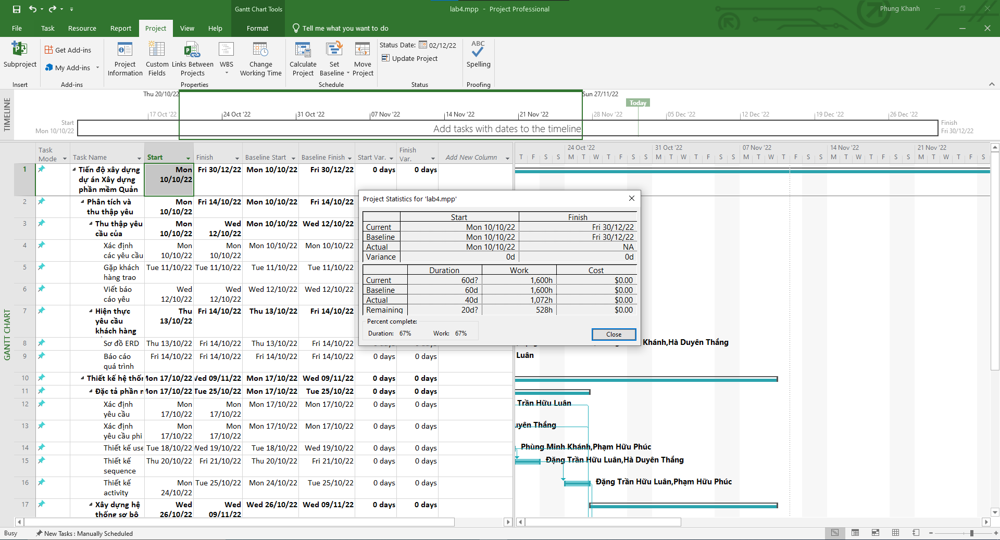 Gantt Chart Tools
lab4.mpp - Project Professional
Phung Khanh
File Task Resource Report Project View Help Format Tell me what you want to do
Subproject
Get Add-ins
My Add-ins
Project Information
Custom Fields
Links Between Projects
WBS
Change Working Time
Calculate Project
Set Baseline
Move Project
Status Date: 02/12/22
Update Project
ABC
Spelling
Insert Add-ins Properties Schedule Status Proofing
TIMELINE
Thu 20/10/22 Sun 27/11/22
Today
17 Oct '22 24 Oct '22 31 Oct '22 07 Nov '22 14 Nov '22 21 Nov '22 28 Nov '22 05 Dec '22 12 Dec '22 19 Dec '22 26 Dec '22
Start
Mon 10/10/22
Add tasks with dates to the timeline
Finish
Fri 30/12/22
GANTT CHART
Task Mode Task Name Start Finish Baseline Start Baseline Finish Start Var. Finish Var. Add New Column
24 Oct '22 31 Oct '22 07 Nov '22 14 Nov '22 21 Nov '22
T F S S M T W T F S S M T W T F S S M T W T F S S M T W T F S S M T W T F S
1 Tiến độ xây dựng dự án Xây dựng phần mềm Quản Mon 10/10/22 Fri 30/12/22 Mon 10/10/22 Fri 30/12/22 0 days 0 days
2 Phân tích và thu thập yêu Mon 10/10/22 Fri 14/10/22 Mon 10/10/22 Fri 14/10/22
3 Thu thập yêu cầu của Mon 10/10/22 Wed 12/10/22 Mon 10/10/22 Wed 12/10/22
4 Xác định các yêu cầu Mon 10/10/22 Mon 10/10/22 Mon 10/10/22 Mon 10/10/22
5 Gặp khách hàng trao Tue 11/10/22 Tue 11/10/22 Tue 11/10/22 Tue 11/10/22
6 Viết báo cáo yêu Wed 12/10/22 Wed 12/10/22 Wed 12/10/22 Wed 12/10/22
7 Hiện thực yêu cầu khách hàng Thu 13/10/22 Fri 14/10/22 Thu 13/10/22 Fri 14/10/22
8 Sơ đồ ERD Thu 13/10/22 Fri 14/10/22 Thu 13/10/22 Fri 14/10/22
Khánh,Hà Duyên Thắng
9 Báo cáo quá trình Fri 14/10/22 Fri 14/10/22 Fri 14/10/22 Fri 14/10/22 0 days 0 days
Luân
10 Thiết kế hệ thố Mon 17/10/22 Wed 09/11/22 Mon 17/10/22 Wed 09/11/22 0 days 0 days
11 Đặc tả phần Mon 17/10/22 Tue 25/10/22 Mon 17/10/22 Tue 25/10/22 0 days 0 days
12 Xác định yêu cầu Mon 17/10/22 Mon 17/10/22 Mon 17/10/22 Mon 17/10/22 0 days 0 days
Trần Hữu Luân
13 Xác định yêu cầu phi Mon 17/10/22 Mon 17/10/22 Mon 17/10/22 Mon 17/10/22 0 days 0 days
uyên Thắng
14 Thiết kế use Tue 18/10/22 Wed 19/10/22 Tue 18/10/22 Wed 19/10/22 0 days 0 days
Phùng Minh Khánh,Phạm Hữu Phúc
15 Thiết kế sequence Thu 20/10/22 Fri 21/10/22 Thu 20/10/22 Fri 21/10/22 0 days 0 days
Đặng Trần Hữu Luân,Hà Duyên Thắng
16 Thiết kế activity Mon 24/10/22 Tue 25/10/22 Mon 24/10/22 Tue 25/10/22 0 days 0 days
Đặng Trần Hữu Luân,Phạm Hữu Phúc
17 Xây dựng hệ thống sơ bộ Wed 26/10/22 Wed 09/11/22 Wed 26/10/22 Wed 09/11/22 0 days 0 days
Project Statistics for 'lab4.mpp'
Start Finish
Current Mon 10/10/22 Fri 30/12/22
Baseline Mon 10/10/22 Fri 30/12/22
Actual Mon 10/10/22 NA
Variance 0d 0d
Duration Work Cost
Current 60d? 1,600h $0.00
Baseline 60d 1,600h $0.00
Actual 40d 1,072h $0.00
Remaining 20d? 528h $0.00
Percent complete:
Duration: 67% Work: 67%
Close
Busy New Tasks : Manually Scheduled